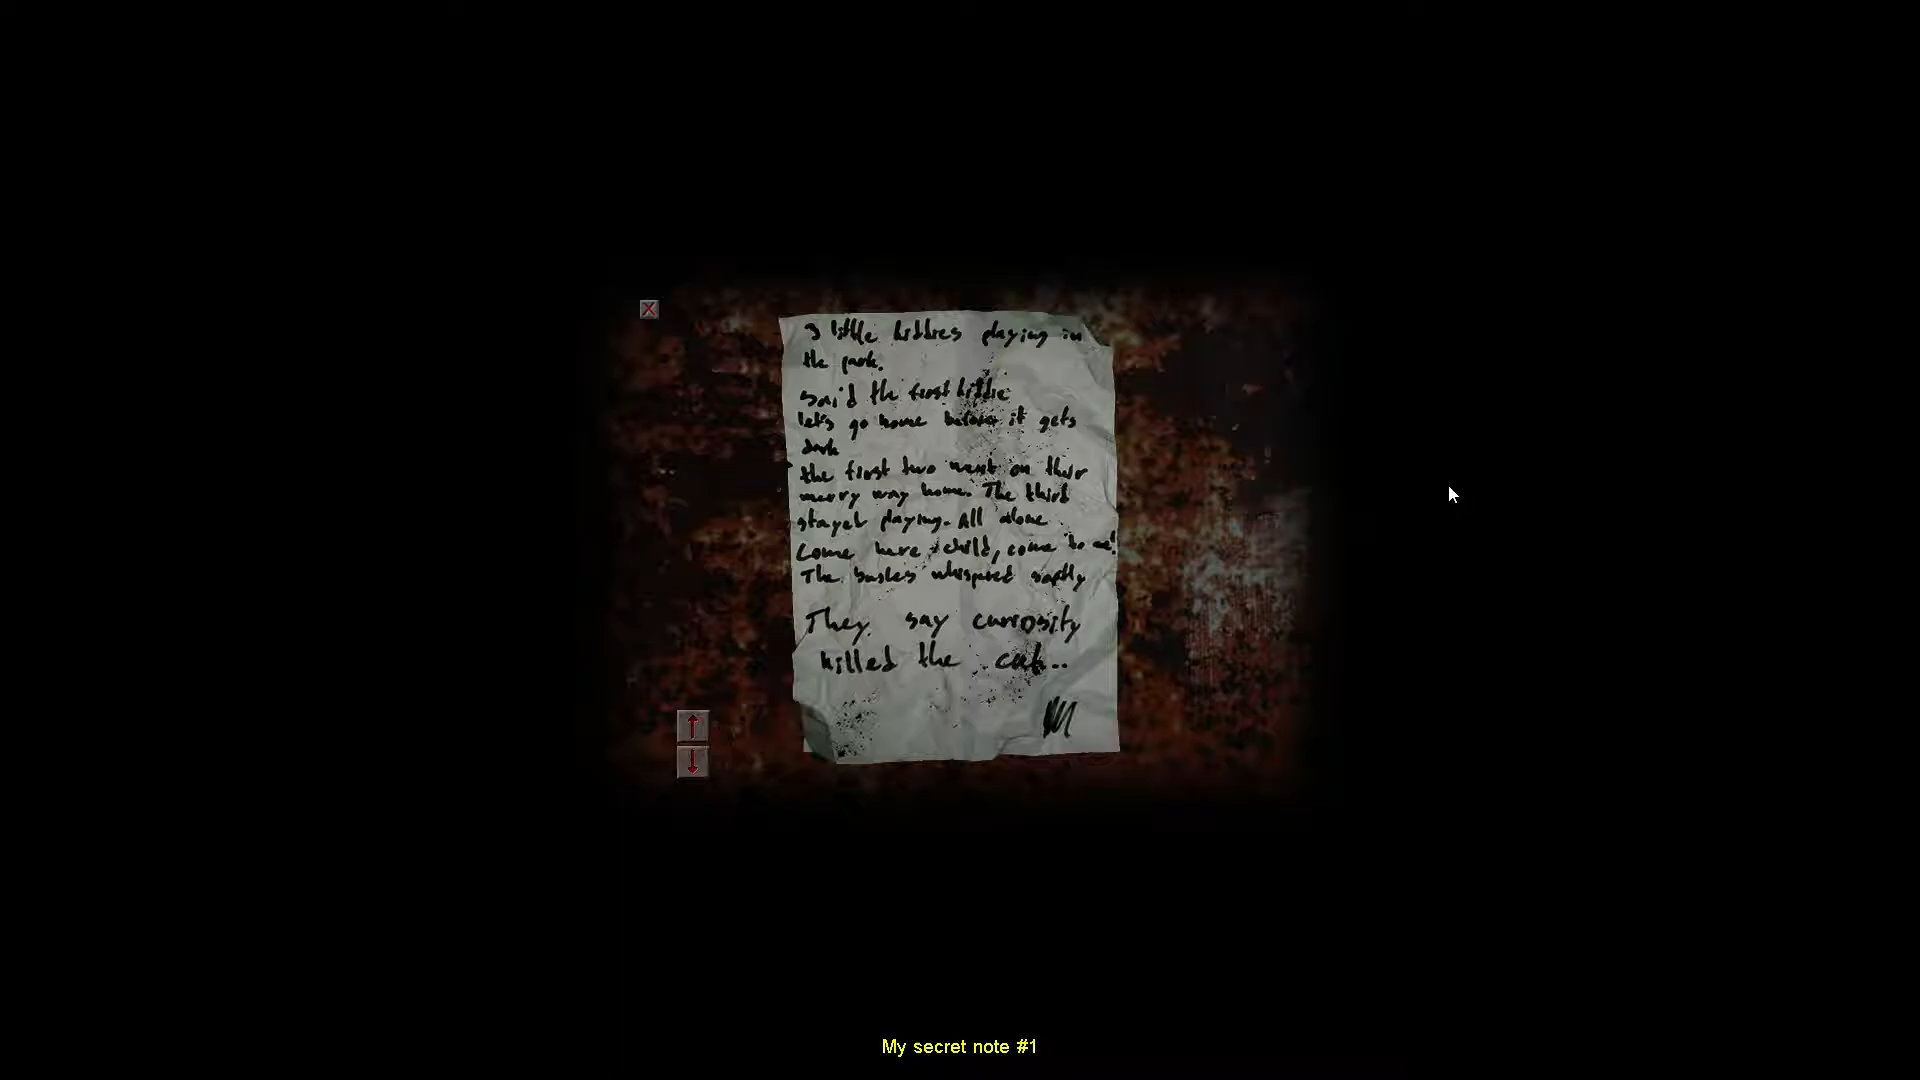 3 little kiddies playing in
the park.
said the first kiddie
let's go home before it gets
dark
the first two went on their
merry way home. The third
stayed playing. All alone
Come here child, come to me!
The bushes whispered softly
They say curiosity
killed the cat..
My secret note #1